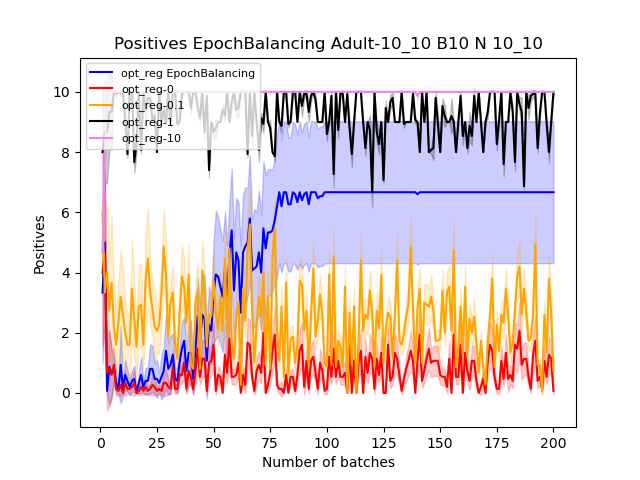 Positives EpochBalancing Adult-10_10 B10 N 10_10
opt_reg EpochBalancing
opt_reg-0
opt_reg-0.1
opt_reg-1
opt_reg-10
Positives
10
8
6
4
2
0
0 25 50 75 100 125 150 175 200
Number of batches